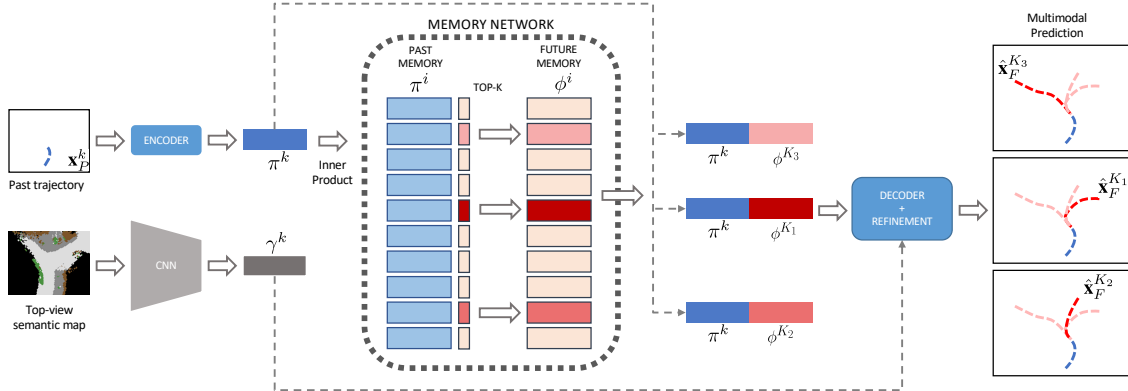 MEMORY NETWORK
PAST
MEMORY
π^i
TOP-K
FUTURE
MEMORY
ϕ^i
x_P^k
Past trajectory
ENCODER
π^k
Inner
Product
Top-view
semantic map
CNN
γ^k
π^k ϕ^{K_3}
π^k ϕ^{K_1}
π^k ϕ^{K_2}
DECODER
+
REFINEMENT
Multimodal
Prediction
x̂_F^{K_3}
x̂_F^{K_1}
x̂_F^{K_2}